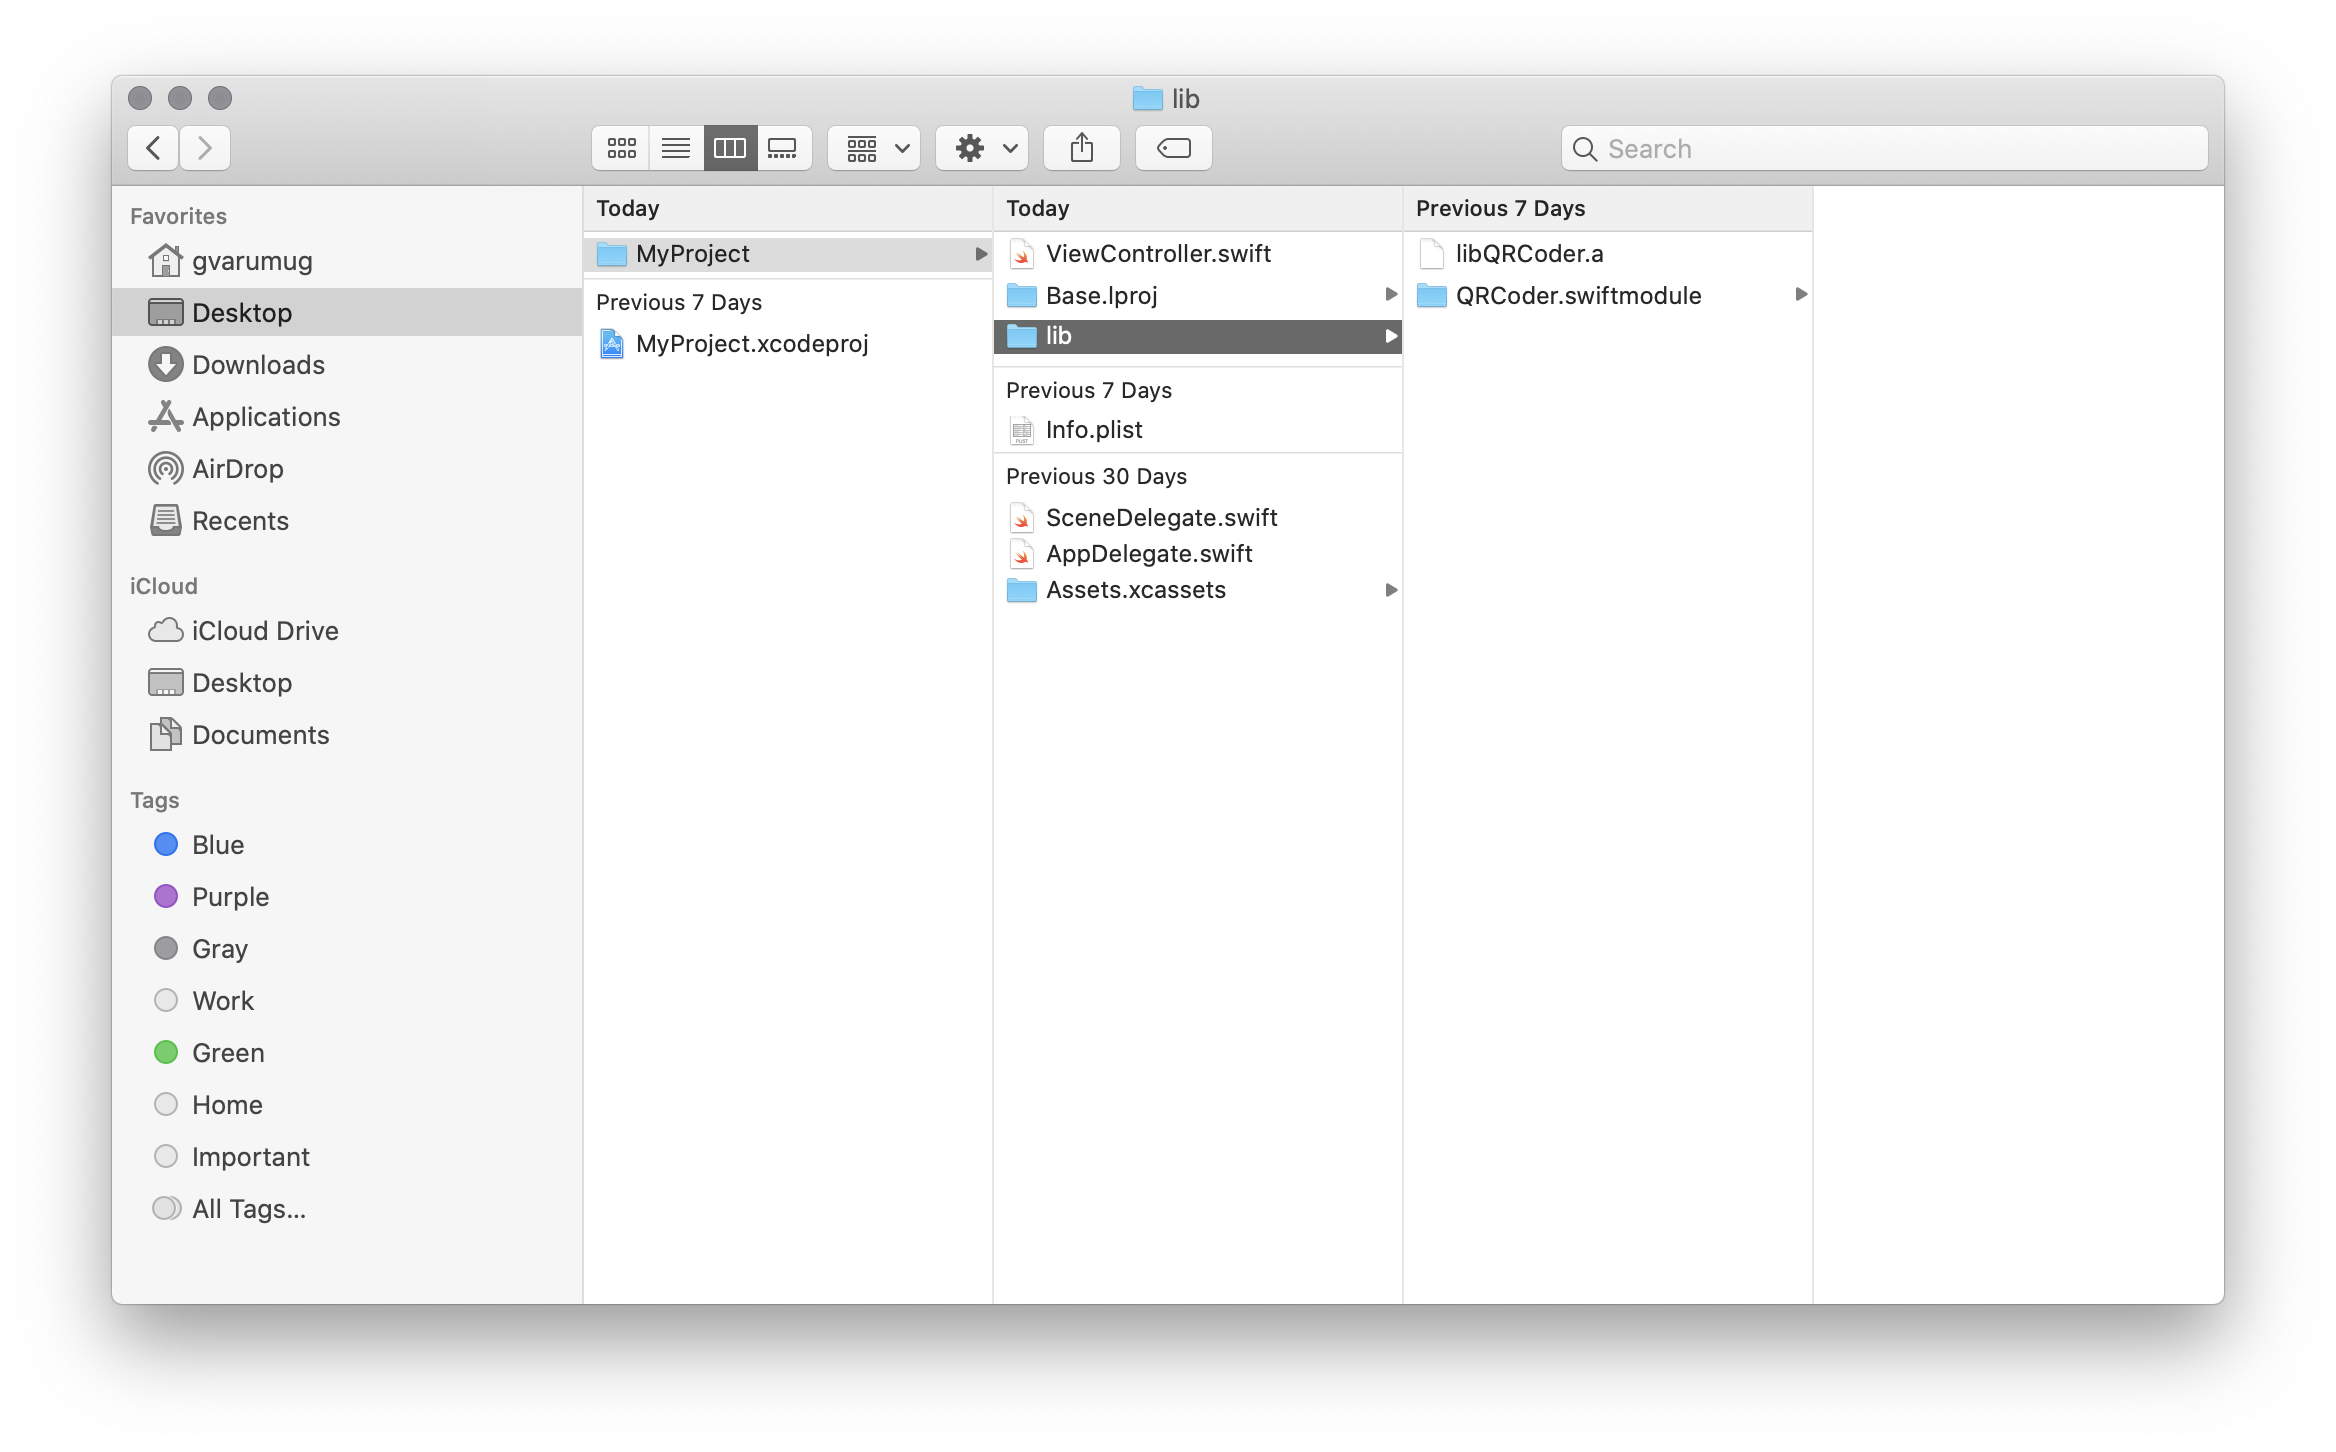 lib
Search
Favorites
gvarumug
Desktop
Downloads
Applications
AirDrop
Recents
iCloud
iCloud Drive
Desktop
Documents
Tags
Blue
Purple
Gray
Work
Green
Home
Important
All Tags...
Today
MyProject
Previous 7 Days
MyProject.xcodeproj
Today
ViewController.swift
Base.lproj
lib
Previous 7 Days
PLIST
Info.plist
Previous 30 Days
SceneDelegate.swift
AppDelegate.swift
Assets.xcassets
Previous 7 Days
libQRCoder.a
QRCoder.swiftmodule